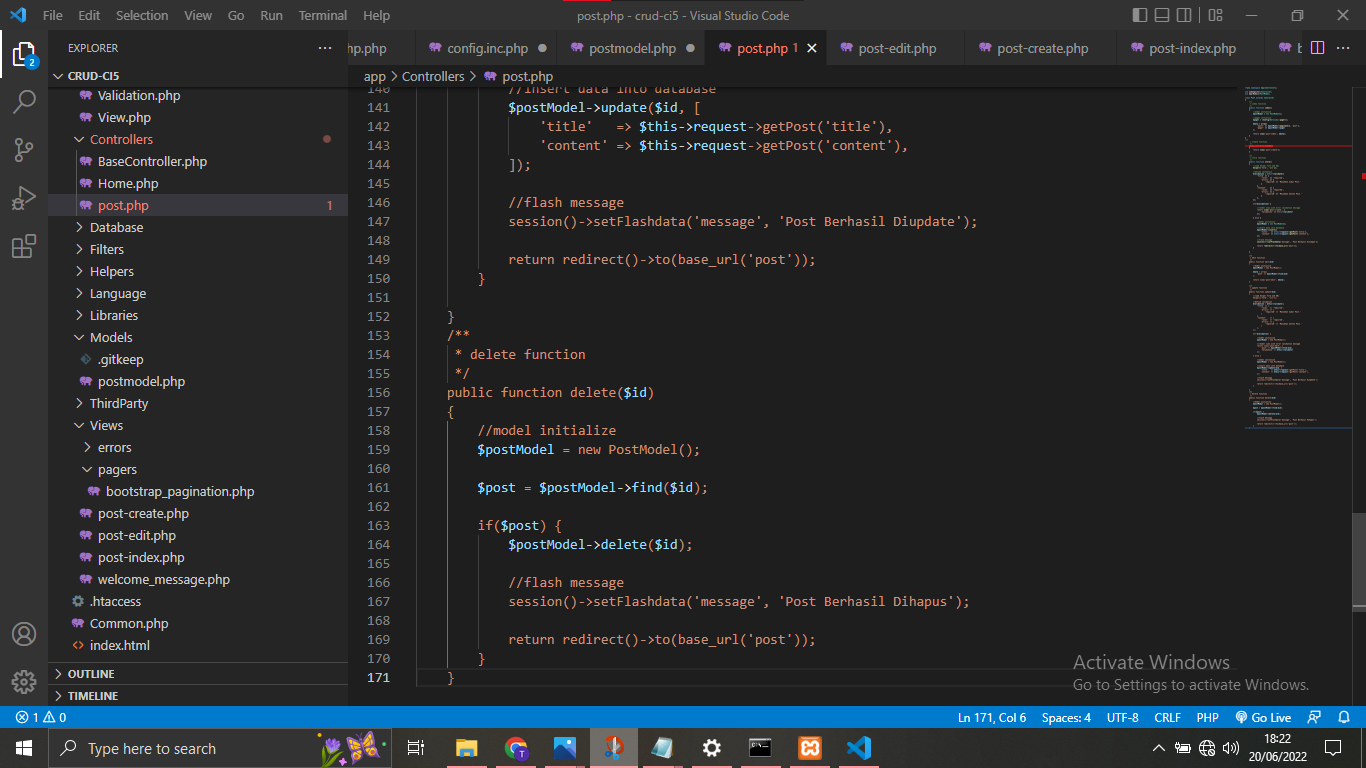 File Edit Selection View Go Run Terminal Help
post.php - crud-ci5 - Visual Studio Code
EXPLORER
hp.php config.inc.php postmodel.php post.php 1 post-edit.php post-create.php post-index.php b
app > Controllers > post.php
CRUD-CI5
Validation.php
View.php
Controllers
BaseController.php
Home.php
post.php 1
Database
Filters
Helpers
Language
Libraries
Models
.gitkeep
postmodel.php
ThirdParty
Views
errors
pagers
bootstrap_pagination.php
post-create.php
post-edit.php
post-index.php
welcome_message.php
.htaccess
Common.php
index.html
OUTLINE
TIMELINE
2
140 //insert data into database
141 $postModel->update($id, [
142 'title' => $this->request->getPost('title'),
143 'content' => $this->request->getPost('content'),
144 ]);
145
146 //flash message
147 session()->setFlashdata('message', 'Post Berhasil Diupdate');
148
149 return redirect()->to(base_url('post'));
150 }
151
152 }
153 /**
154 * delete function
155 */
156 public function delete($id)
157 {
158 //model initialize
159 $postModel = new PostModel();
160
161 $post = $postModel->find($id);
162
163 if($post) {
164 $postModel->delete($id);
165
166 //flash message
167 session()->setFlashdata('message', 'Post Berhasil Dihapus');
168
169 return redirect()->to(base_url('post'));
170 }
171 }
Activate Windows
Go to Settings to activate Windows.
1 0 Ln 171, Col 6 Spaces: 4 UTF-8 CRLF PHP Go Live
Type here to search
18:22
20/06/2022